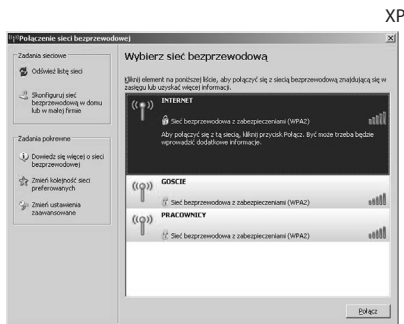 XP
Połączenie sieci bezprzewodowej
Zadania sieciowe
Odśwież listę sieci
Skonfiguruj sieć
bezprzewodową w domu
lub w małej firmie
Zadania pokrewne
Dowiedz się więcej o sieci
bezprzewodowej
Zmień kolejność sieci
preferowanych
Zmień ustawienia
zaawansowane
Wybierz sieć bezprzewodową
Kliknij element na poniższej liście, aby połączyć się z siecią bezprzewodową znajdującą się w
zasięgu lub uzyskać więcej informacji.
INTERNET
Sieć bezprzewodowa z zabezpieczeniami (WPA2)
Aby połączyć się z tą siecią, kliknij przycisk Połącz. Być może trzeba będzie
wprowadzić dodatkowe informacje.
GOSCIE
Sieć bezprzewodowa z zabezpieczeniami (WPA2)
PRACOWNICY
Sieć bezprzewodowa z zabezpieczeniami (WPA2)
Połącz